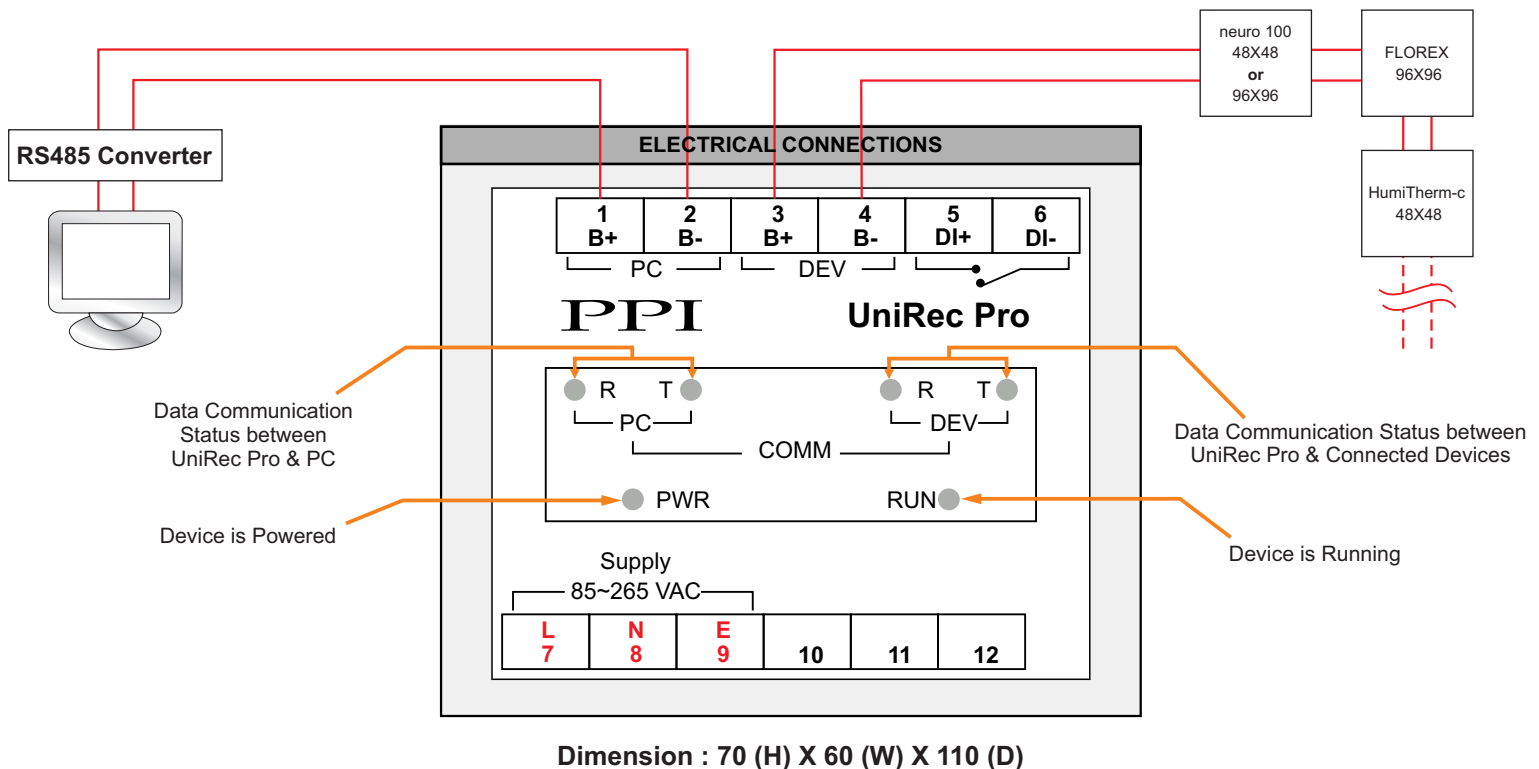 neuro 100
48X48
or
96X96
FLOREX
96X96
RS485 Converter
ELECTRICAL CONNECTIONS
HumiTherm-c
48X48
1 2 3 4 5 6
B+ B- B+ B- DI+ DI-
PC DEV
PPI UniRec Pro
R T R T
PC DEV
COMM
Data Communication
Status between
UniRec Pro & PC
Data Communication Status between
UniRec Pro & Connected Devices
PWR RUN
Device is Powered
Device is Running
Supply
85~265 VAC
L N E
7 8 9 10 11 12
Dimension : 70 (H) X 60 (W) X 110 (D)